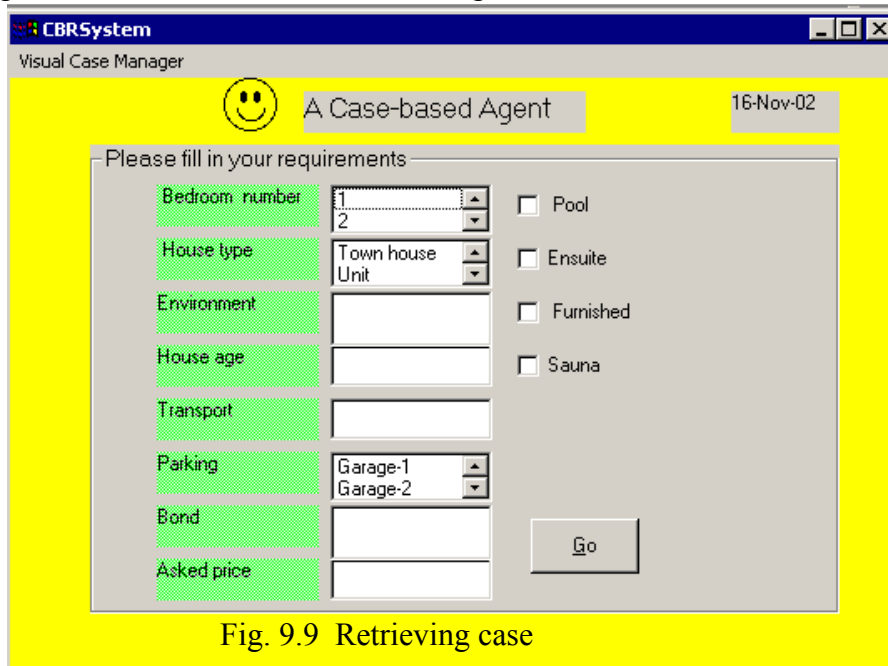 CBRSystem
Visual Case Manager
A Case-based Agent
16-Nov-02
Please fill in your requirements
Bedroom number
1
2
Pool
House type
Town house
Unit
Ensuite
Environment
Furnished
House age
Sauna
Transport
Parking
Garage-1
Garage-2
Bond
Go
Asked price
Fig. 9.9 Retrieving case